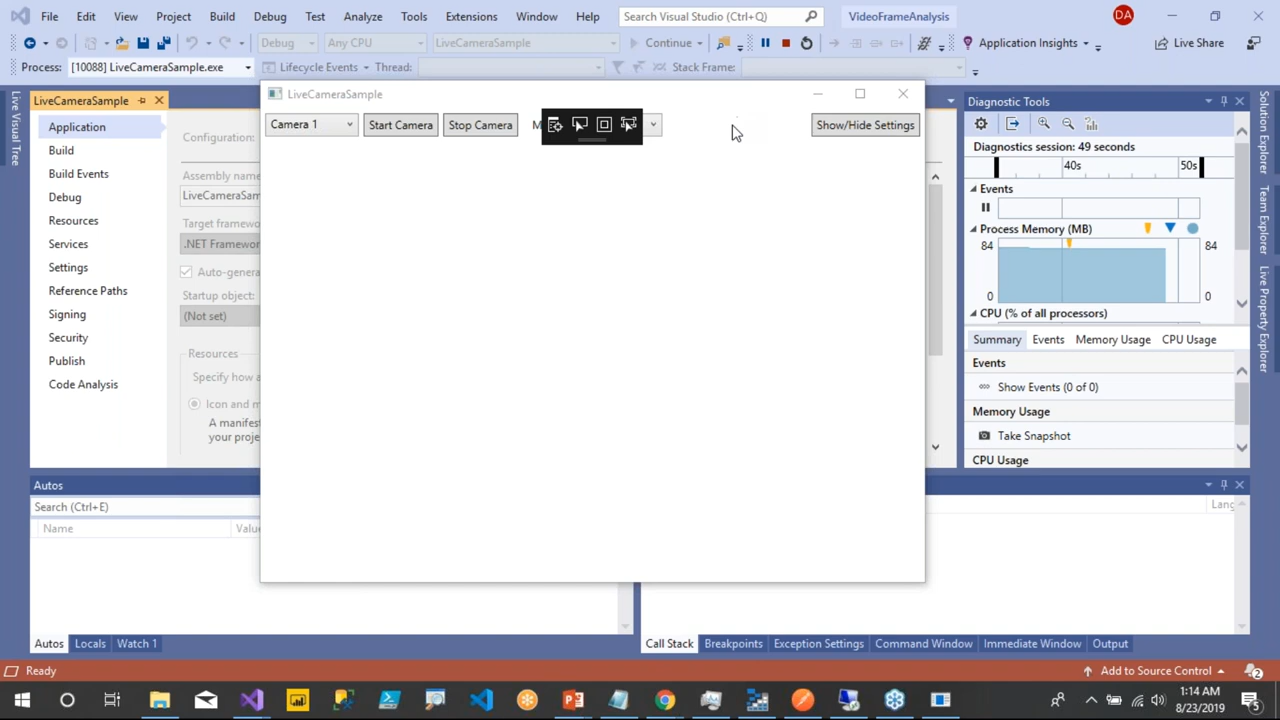 File Edit View Project Build Debug Test Analyze Tools Extensions Window Help Search Visual Studio (Ctrl+Q) VideoFrameAnalysis DA
Debug Any CPU LiveCameraSample Continue Application Insights Live Share
Process: [10088] LiveCameraSample.exe Lifecycle Events Thread: Stack Frame:
Live Visual Tree
LiveCameraSample
Application
Build
Build Events
Debug
Resources
Services
Settings
Reference Paths
Signing
Security
Publish
Code Analysis
Configuration:
Assembly name
LiveCameraSam
Target framewo
.NET Framewo
Auto-genera
Startup object:
(Not set)
Resources
Specify how a
Icon and m
A manifest
your projec
LiveCameraSample
Camera 1 Start Camera Stop Camera M Show/Hide Settings
Diagnostic Tools
Diagnostics session: 49 seconds
40s 50s
Events
Process Memory (MB)
84 84
0 0
CPU (% of all processors)
Summary Events Memory Usage CPU Usage
Events
Show Events (0 of 0)
Memory Usage
Take Snapshot
CPU Usage
Solution Explorer
Team Explorer
Live Property Explorer
Autos
Search (Ctrl+E)
Name Value
Lang
Autos Locals Watch 1
Call Stack Breakpoints Exception Settings Command Window Immediate Window Output
Ready Add to Source Control 2
1:14 AM
8/23/2019
5